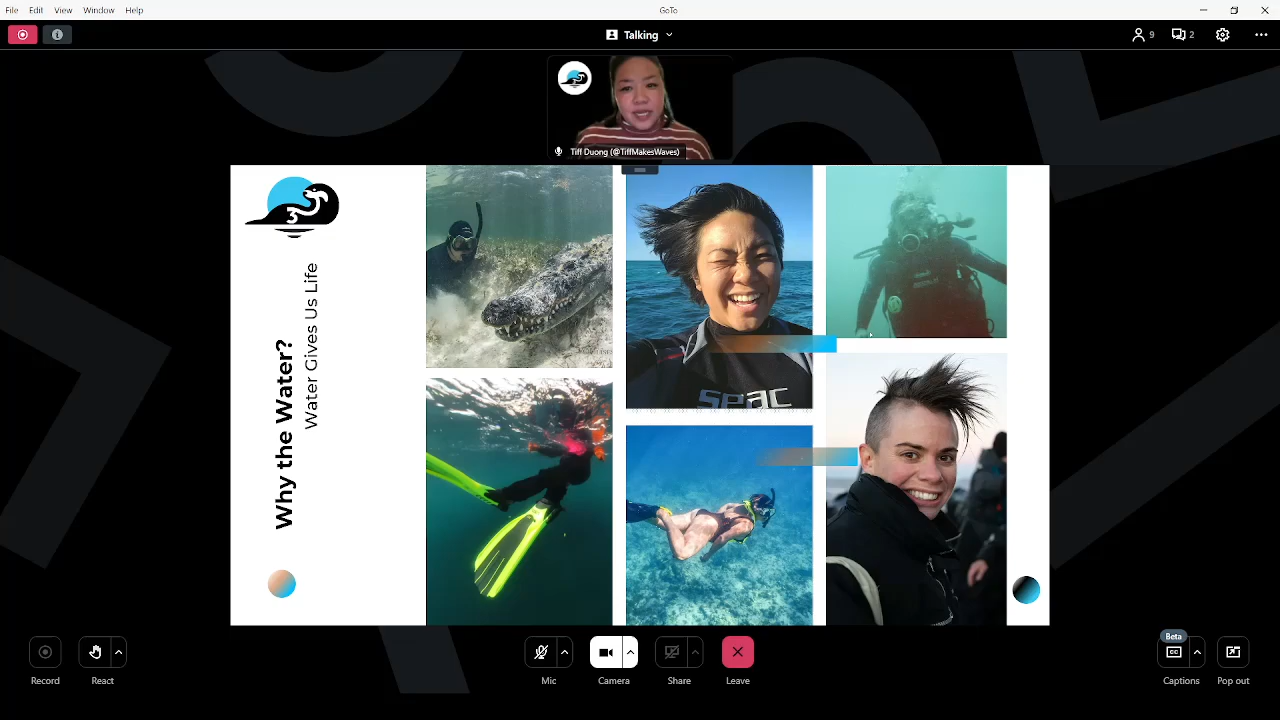 File Edit View Window Help
GoTo
Talking
9
2
Tiff Duong (@TiffMakesWaves)
Why the Water?
Water Gives Us Life
seac
Beta
CC
Record
React
Mic
Camera
Share
Leave
Captions
Pop out